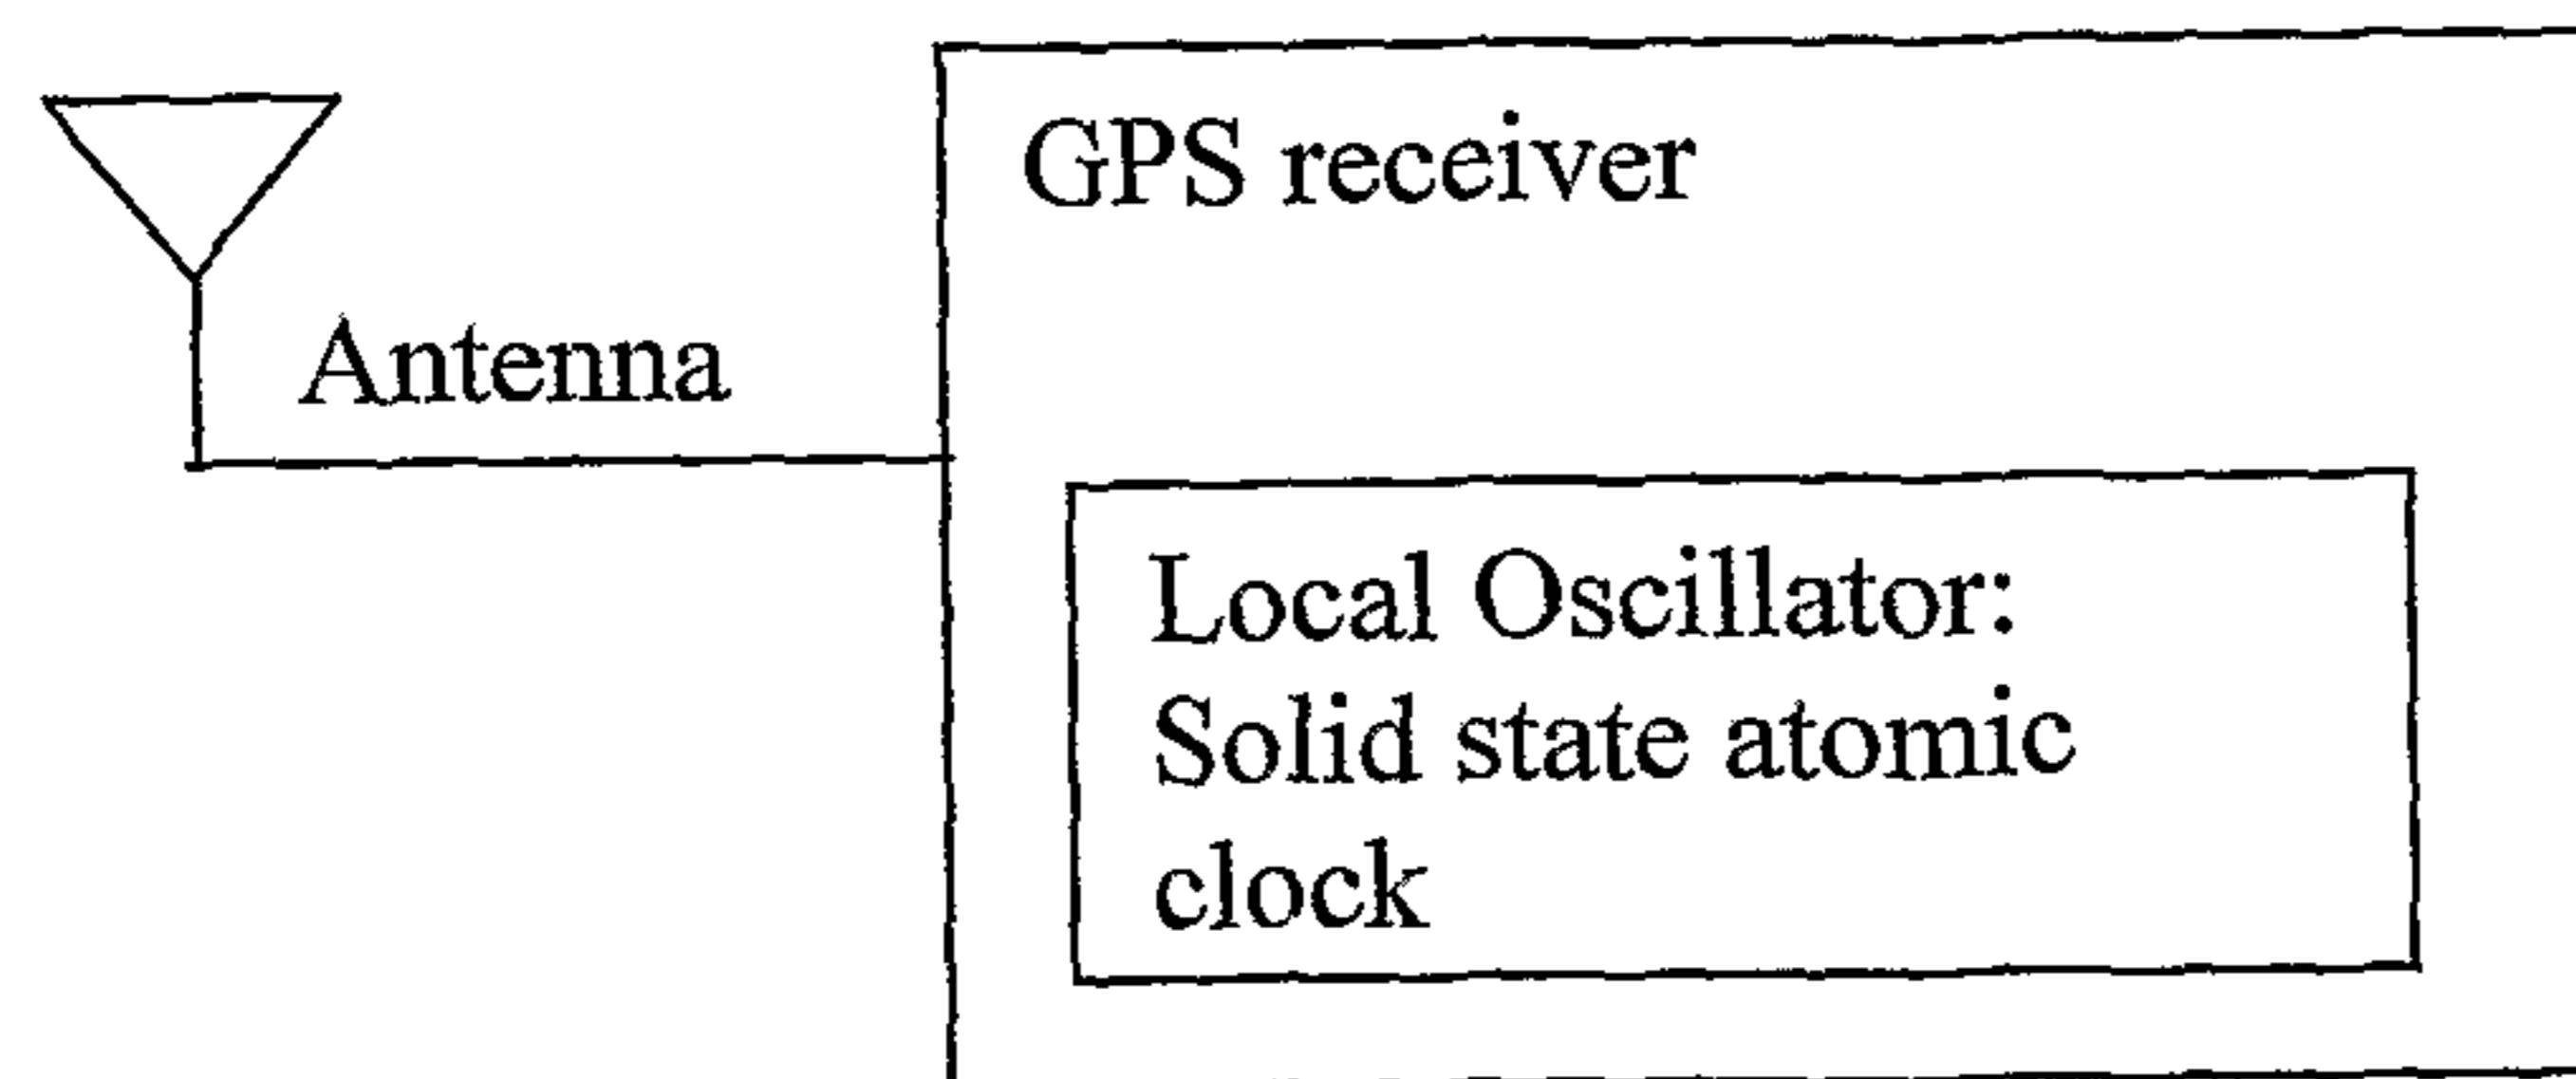 GPS receiver
Antenna
Local Oscillator:
Solid state atomic
clock